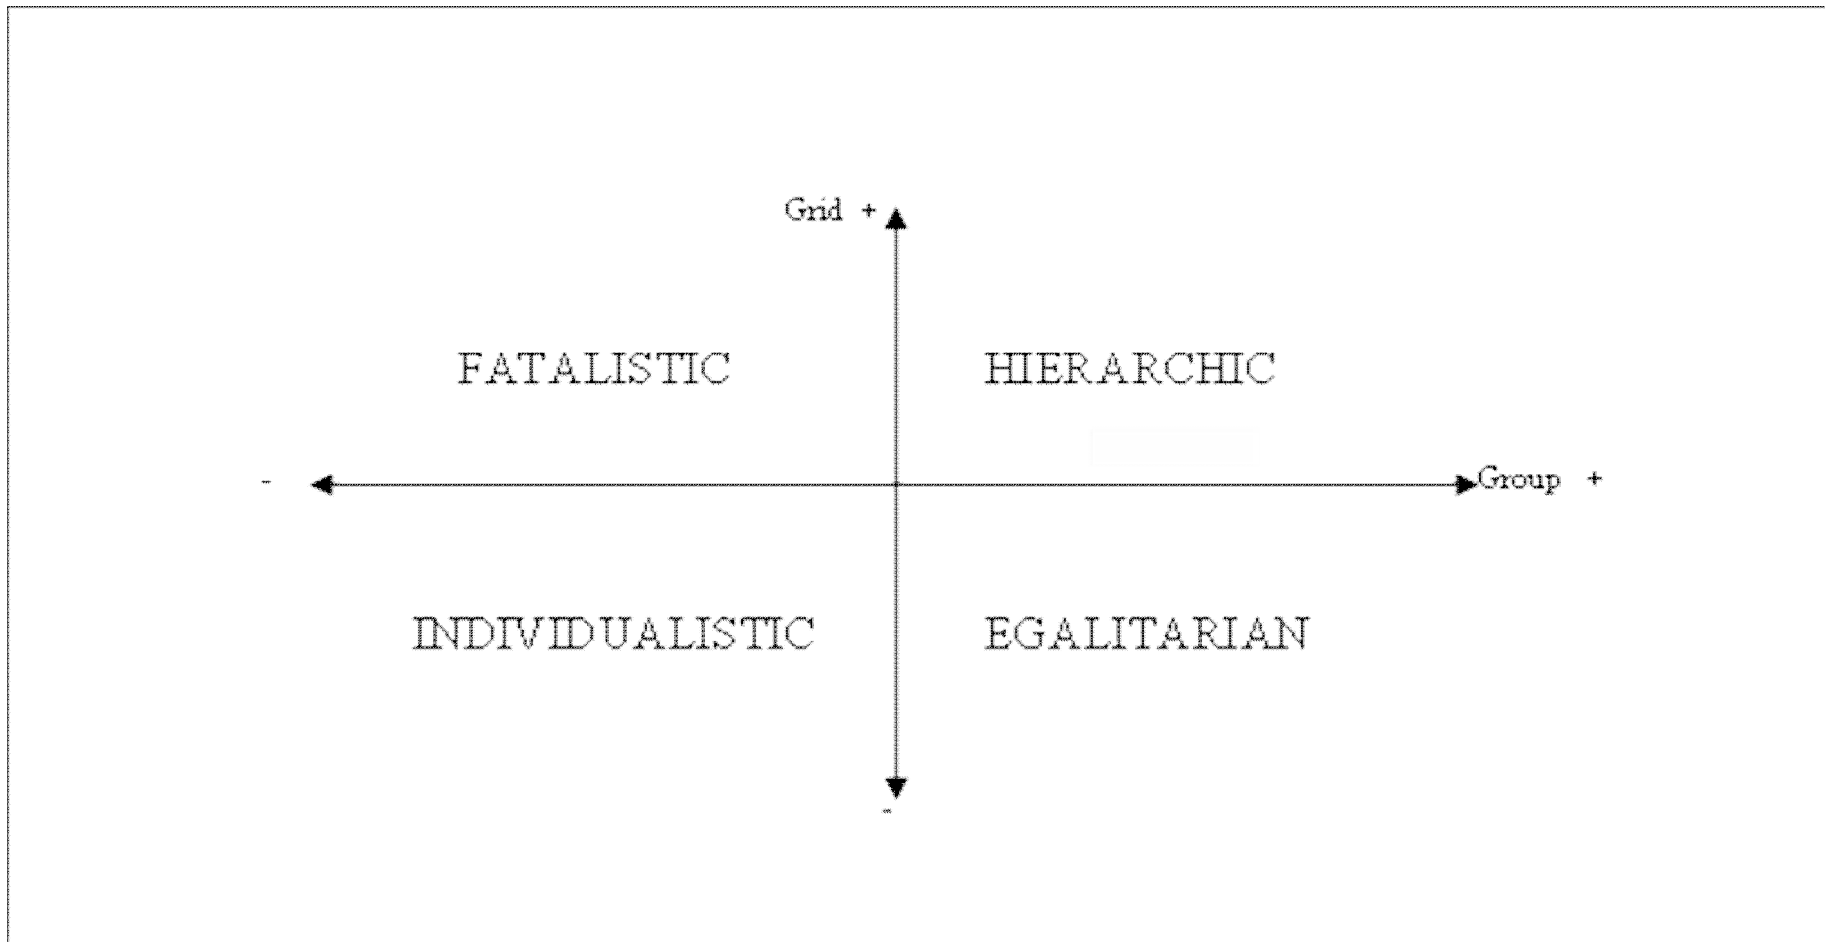 Grid +
FATALISTIC HIERARCHIC
- Group +
INDIVIDUALISTIC EGALITARIAN
-